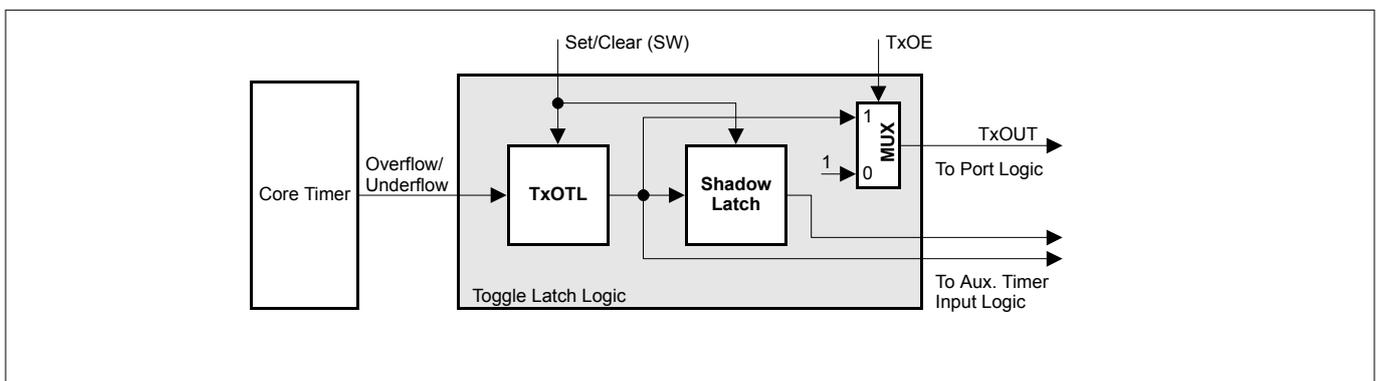 Set/Clear (SW)
TxOE
Core Timer
Overflow/
Underflow
TxOTL
Shadow
Latch
1
1
0
MUX
TxOUT
To Port Logic
To Aux. Timer
Input Logic
Toggle Latch Logic